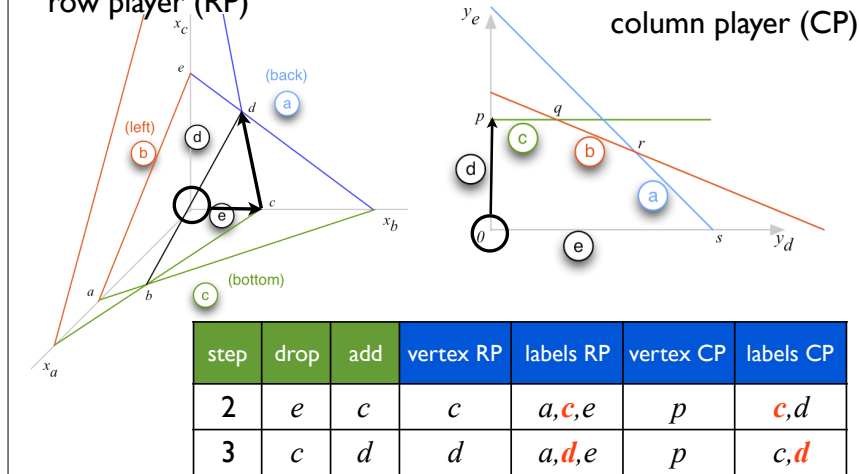 row player (RP)
column player (CP)
x_c
e
(back)
a
d
(left)
b
d
e
c
x_b
a
b
(bottom)
c
x_a
y_e
p
q
c
b
r
d
a
0
e
s
y_d
step drop add vertex RP labels RP vertex CP labels CP
2 e c c a,c,e p c,d
3 c d d a,d,e p c,d